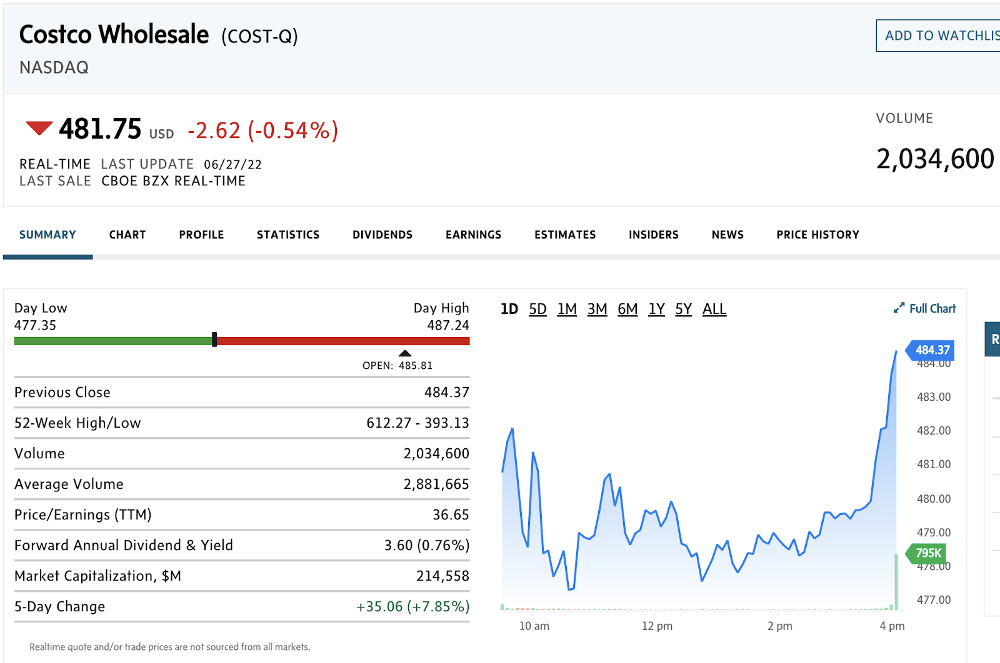 Costco Wholesale (COST-Q)
NASDAQ
ADD TO WATCHLIS
481.75 USD -2.62 (-0.54%)
REAL-TIME LAST UPDATE 06/27/22
LAST SALE CBOE BZX REAL-TIME
VOLUME
2,034,600
SUMMARY CHART PROFILE STATISTICS DIVIDENDS EARNINGS ESTIMATES INSIDERS NEWS PRICE HISTORY
Day Low Day High
477.35 487.24
OPEN: 485.81
Previous Close 484.37
52-Week High/Low 612.27 - 393.13
Volume 2,034,600
Average Volume 2,881,665
Price/Earnings (TTM) 36.65
Forward Annual Dividend & Yield 3.60 (0.76%)
Market Capitalization, $M 214,558
5-Day Change +35.06 (+7.85%)
Realtime quote and/or trade prices are not sourced from all markets.
1D 5D 1M 3M 6M 1Y 5Y ALL
Full Chart
484.37
484.00
483.00
482.00
481.00
480.00
479.00
795K
478.00
477.00
10 am 12 pm 2 pm 4 pm
R